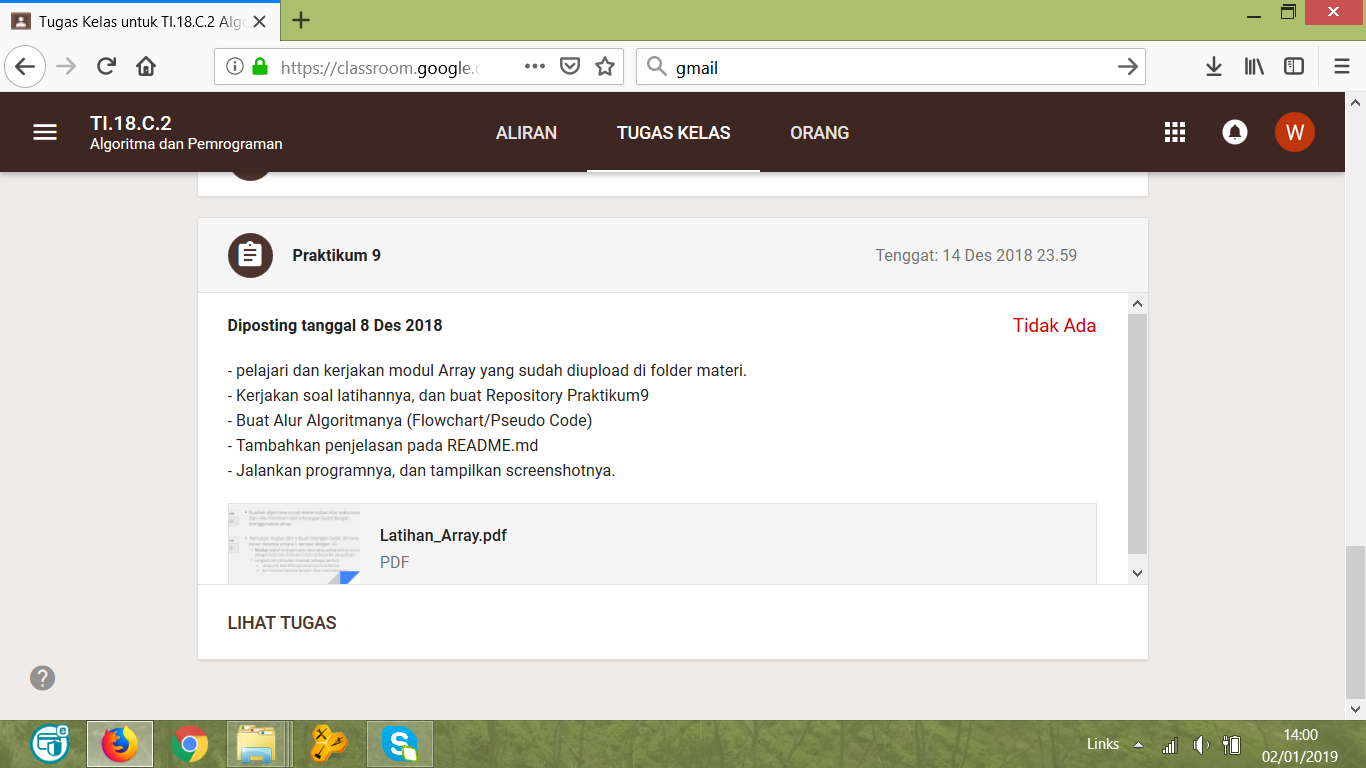 Tugas Kelas untuk TI.18.C.2 Algo
https://classroom.google.c
gmail
TI.18.C.2
Algoritma dan Pemrograman
ALIRAN
TUGAS KELAS
ORANG
W
Praktikum 9
Tenggat: 14 Des 2018 23.59
Diposting tanggal 8 Des 2018
Tidak Ada
- pelajari dan kerjakan modul Array yang sudah diupload di folder materi.
- Kerjakan soal latihannya, dan buat Repository Praktikum9
- Buat Alur Algoritmanya (Flowchart/Pseudo Code)
- Tambahkan penjelasan pada README.md
- Jalankan programnya, dan tampilkan screenshotnya.
Latihan_Array.pdf
PDF
LIHAT TUGAS
Links
14:00
02/01/2019